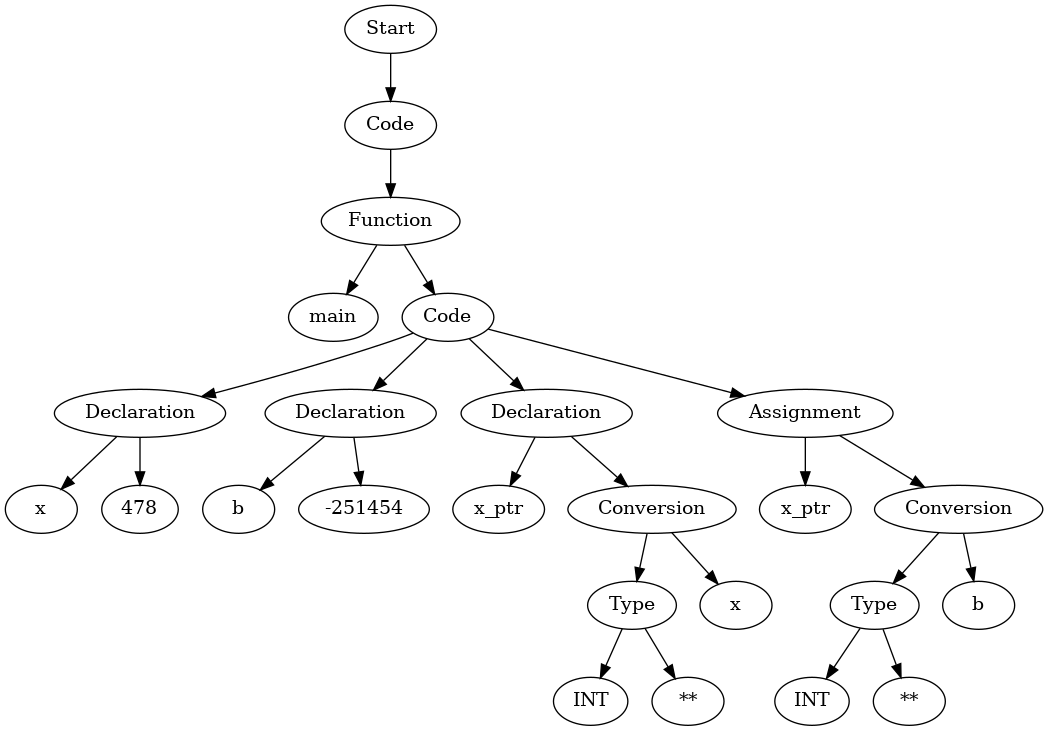 Start
Code
Function
main Code
Declaration Declaration Declaration Assignment
x 478 b -251454 x_ptr Conversion x_ptr Conversion
Type x Type b
INT ** INT **